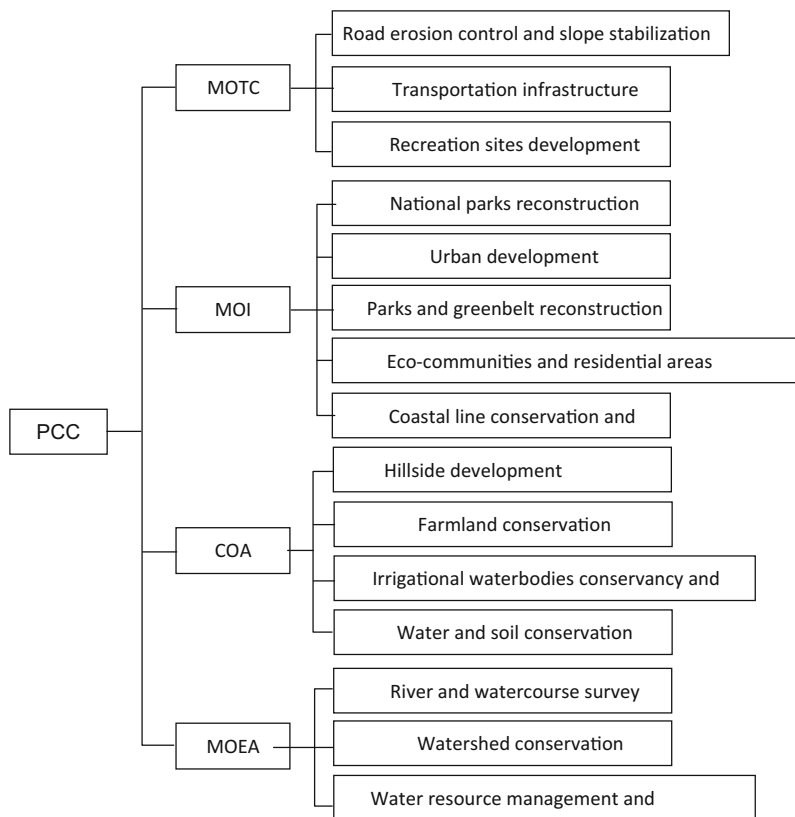 PCC
MOTC
Road erosion control and slope stabilization
Transportation infrastructure
Recreation sites development
MOI
National parks reconstruction
Urban development
Parks and greenbelt reconstruction
Eco-communities and residential areas
Coastal line conservation and
COA
Hillside development
Farmland conservation
Irrigational waterbodies conservancy and
Water and soil conservation
MOEA
River and watercourse survey
Watershed conservation
Water resource management and